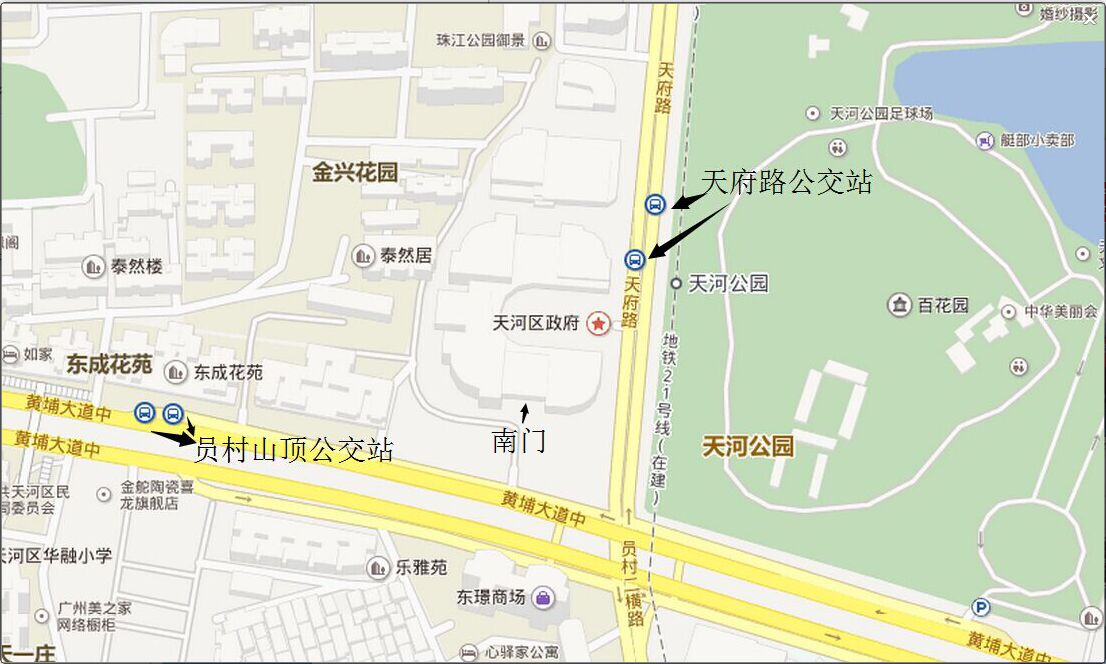 婚纱摄影
珠江公园御景
天府路
天河公园足球场
艇部小卖部
金兴花园
天府路公交站
阁
泰然楼
泰然居
天府路
天河公园
百花园
中华美丽会
天河区政府
地铁21号线(在建)
如家
东成花苑
东成花苑
黄埔大道中
员村山顶公交站
南门
天河公园
黄埔大道中
黄埔大道中
共天河区民
局委员会
金舵陶瓷喜
龙旗舰店
员村二横路
天河区华融小学
乐雅苑
东璟商场
广州美之家
网络橱柜
P
黄埔大道中
天一庄
心驿家公寓